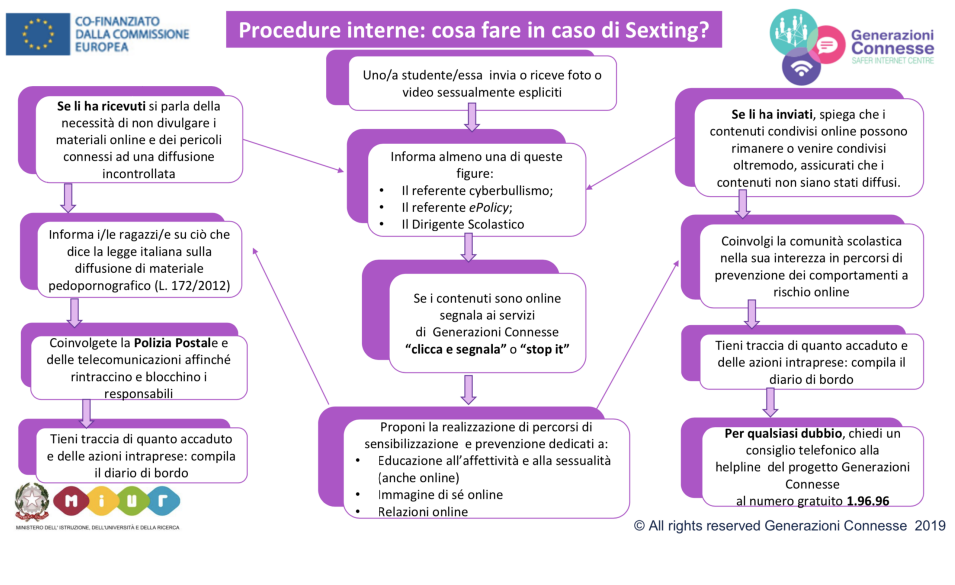 CO-FINANZIATO
DALLA COMMISSIONE
EUROPEA
Procedure interne: cosa fare in caso di Sexting?
Generazioni
Connesse
SAFER INTERNET CENTRE
Uno/a studente/essa invia o riceve foto o
video sessualmente espliciti
Se li ha ricevuti si parla della
necessità di non divulgare i
materiali online e dei pericoli
connessi ad una diffusione
incontrollata
Informa i/le ragazzi/e su ciò che
dice la legge italiana sulla
diffusione di materiale
pedopornografico (L. 172/2012)
Coinvolgete la Polizia Postale e
delle telecomunicazioni affinché
rintraccino e blocchino i
responsabili
Tieni traccia di quanto accaduto
e delle azioni intraprese: compila
il diario di bordo
Informa almeno una di queste
figure:
• Il referente cyberbullismo;
• Il referente ePolicy;
• Il Dirigente Scolastico
Se i contenuti sono online
segnala ai servizi
di Generazioni Connesse
“clicca e segnala” o “stop it”
Proponi la realizzazione di percorsi di
sensibilizzazione e prevenzione dedicati a:
• Educazione all’affettività e alla sessualità
(anche online)
• Immagine di sé online
• Relazioni online
Se li ha inviati, spiega che i
contenuti condivisi online possono
rimanere o venire condivisi
oltremodo, assicurati che i
contenuti non siano stati diffusi.
Coinvolgi la comunità scolastica
nella sua interezza in percorsi di
prevenzione dei comportamenti a
rischio online
Tieni traccia di quanto accaduto e
delle azioni intraprese: compila il
diario di bordo
Per qualsiasi dubbio, chiedi un
consiglio telefonico alla
helpline del progetto Generazioni
Connesse
al numero gratuito 1.96.96
miur
MINISTERO DELL’ISTRUZIONE, DELL’UNIVERSITÀ E DELLA RICERCA
© All rights reserved Generazioni Connesse 2019